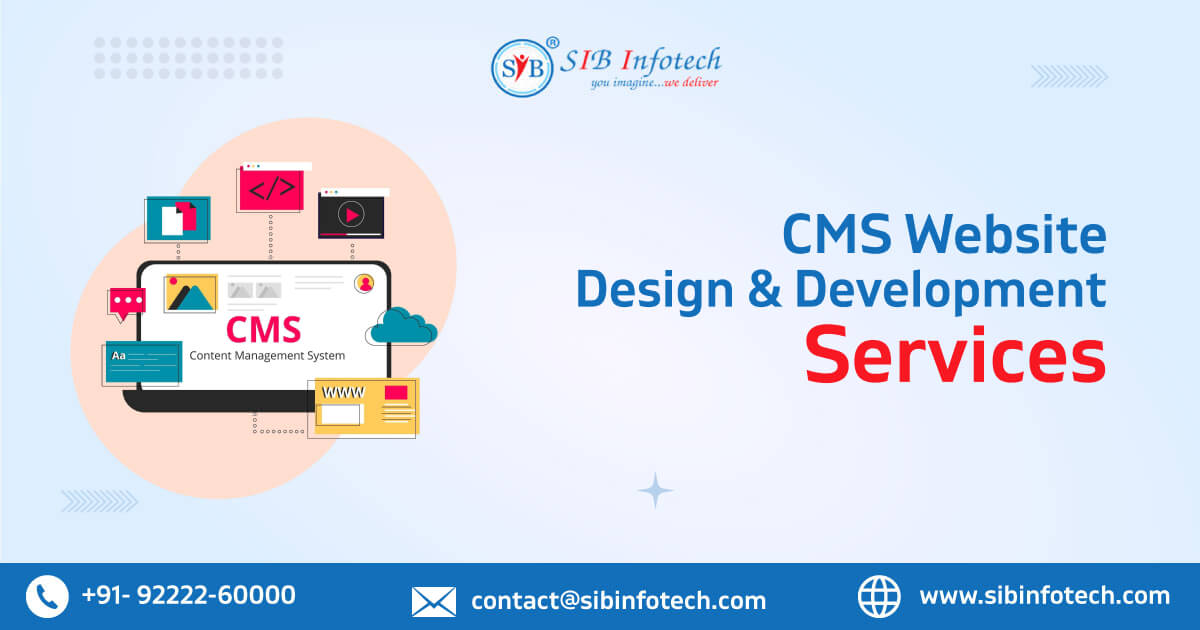 SIB
®
SIB Infotech
you imagine...we deliver
</>
CMS
Content Management System
Aa
WWW
CMS Website
Design & Development
Services
+91- 92222-60000
contact@sibinfotech.com
www.sibinfotech.com